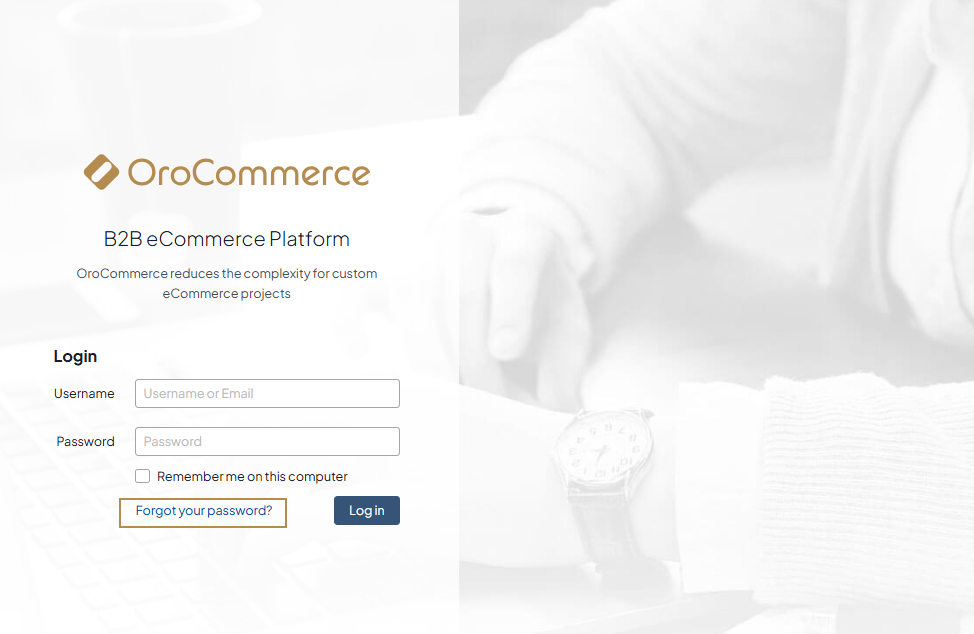 OroCommerce
B2B eCommerce Platform
OroCommerce reduces the complexity for custom
eCommerce projects
Login
Username
Username or Email
Password
Password
Remember me on this computer
Forgot your password?
Log in